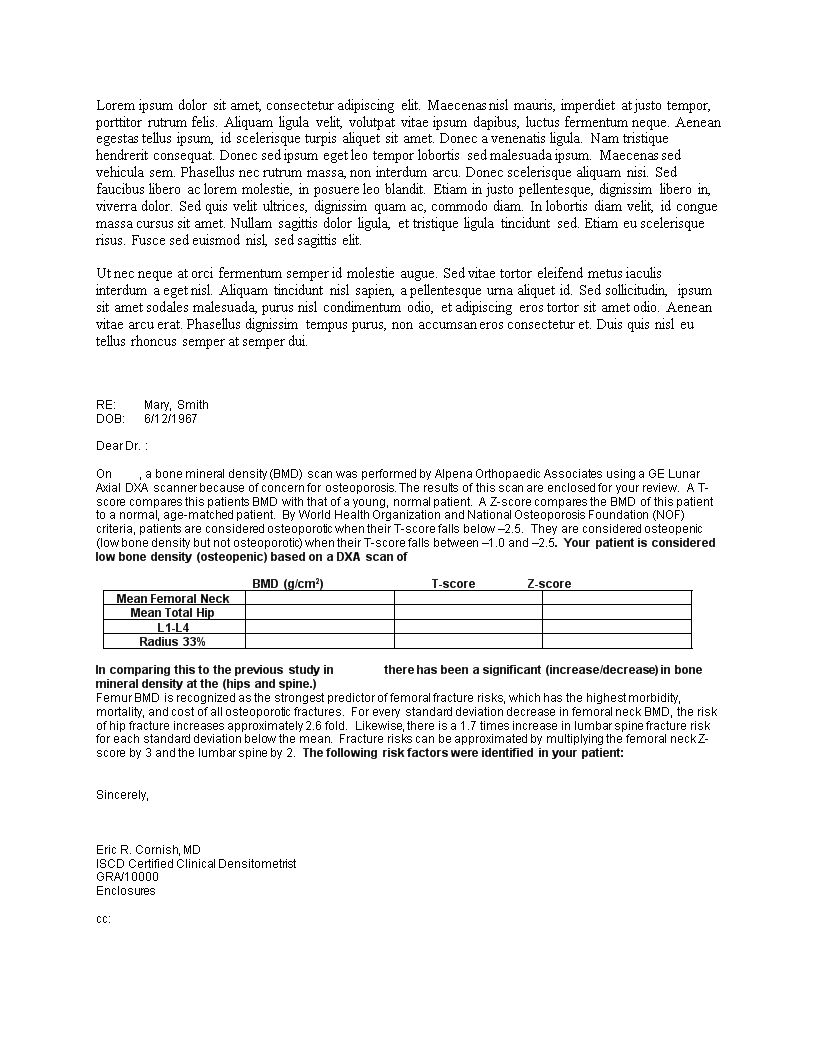 Lorem ipsum dolor sit amet, consectetur adipiscing elit. Maecenas nisl mauris, imperdiet at justo tempor,
porttitor rutrum felis. Aliquam ligula velit, volutpat vitae ipsum dapibus, luctus fermentum neque. Aenean
egestas tellus ipsum, id scelerisque turpis aliquet sit amet. Donec a venenatis ligula. Nam tristique
hendrerit consequat. Donec sed ipsum eget leo tempor lobortis sed malesuada ipsum. Maecenas sed
vehicula sem. Phasellus nec rutrum massa, non interdum arcu. Donec scelerisque aliquam nisi. Sed
faucibus libero ac lorem molestie, in posuere leo blandit. Etiam in justo pellentesque, dignissim libero in,
viverra dolor. Sed quis velit ultrices, dignissim quam ac, commodo diam. In lobortis diam velit, id congue
massa cursus sit amet. Nullam sagittis dolor ligula, et tristique ligula tincidunt sed. Etiam eu scelerisque
risus. Fusce sed euismod nisl, sed sagittis elit.
Ut nec neque at orci fermentum semper id molestie augue. Sed vitae tortor eleifend metus iaculis
interdum a eget nisl. Aliquam tincidunt nisl sapien, a pellentesque urna aliquet id. Sed sollicitudin, ipsum
sit amet sodales malesuada, purus nisl condimentum odio, et adipiscing eros tortor sit amet odio. Aenean
vitae arcu erat. Phasellus dignissim tempus purus, non accumsan eros consectetur et. Duis quis nisl eu
tellus rhoncus semper at semper dui.
RE: Mary, Smith
DOB: 6/12/1967
Dear Dr. :
On , a bone mineral density (BMD) scan was performed by Alpena Orthopaedic Associates using a GE Lunar
Axial DXA scanner because of concern for osteoporosis. The results of this scan are enclosed for your review. A T-
score compares this patients BMD with that of a young, normal patient. A Z-score compares the BMD of this patient
to a normal, age-matched patient. By World Health Organization and National Osteoporosis Foundation (NOF)
criteria, patients are considered osteoporotic when their T-score falls below –2.5. They are considered osteopenic
(low bone density but not osteoporotic) when their T-score falls between –1.0 and –2.5. Your patient is considered
low bone density (osteopenic) based on a DXA scan of
BMD (g/cm²) T-score Z-score
Mean Femoral Neck
Mean Total Hip
L1-L4
Radius 33%
In comparing this to the previous study in there has been a significant (increase/decrease) in bone
mineral density at the (hips and spine.)
Femur BMD is recognized as the strongest predictor of femoral fracture risks, which has the highest morbidity,
mortality, and cost of all osteoporotic fractures. For every standard deviation decrease in femoral neck BMD, the risk
of hip fracture increases approximately 2.6 fold. Likewise, there is a 1.7 times increase in lumbar spine fracture risk
for each standard deviation below the mean. Fracture risks can be approximated by multiplying the femoral neck Z-
score by 3 and the lumbar spine by 2. The following risk factors were identified in your patient:
Sincerely,
Eric R. Cornish, MD
ISCD Certified Clinical Densitometrist
GRA/10000
Enclosures
cc: